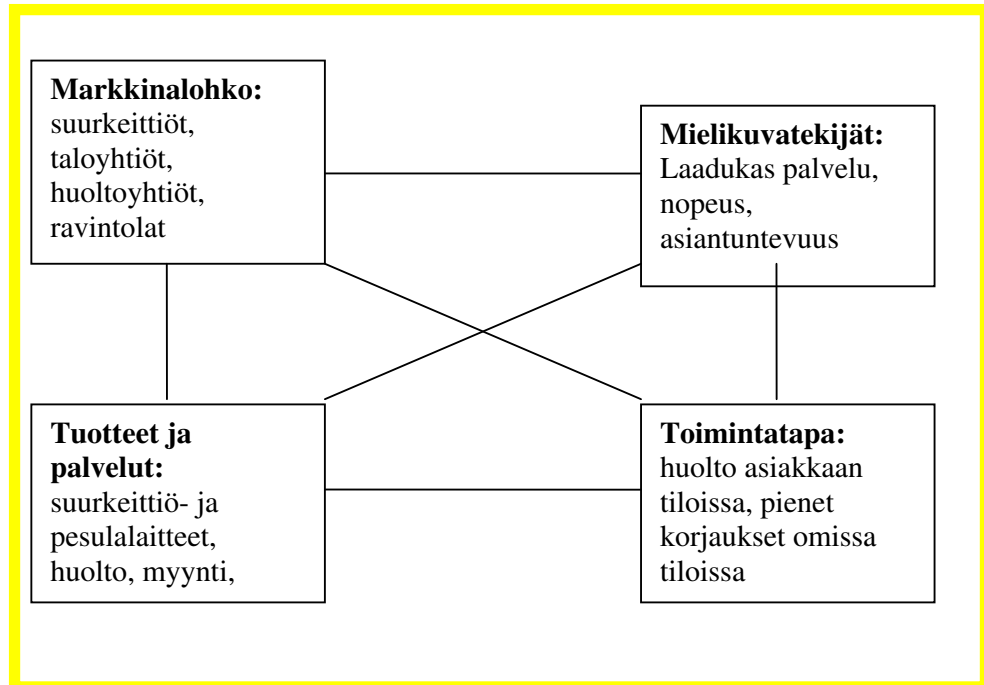 Markkinalohko:
suurkeittiöt,
taloyhtiöt,
huoltoyhtiöt,
ravintolat
Mielikuvatekijät:
Laadukas palvelu,
nopeus,
asiantuntevuus
Tuotteet ja
palvelut:
suurkeittiö- ja
pesulalaitteet,
huolto, myynti,
Toimintatapa:
huolto asiakkaan
tiloissa, pienet
korjaukset omissa
tiloissa